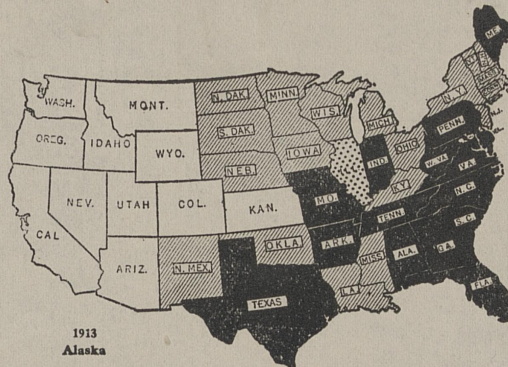 ME.
WASH.
MONT.
N. DAK.
MINN.
OREG.
IDAHO
S. DAK.
WIS.
MICH.
N.Y.
WYO.
IOWA
PENN.
N.J.
NEB.
OHIO
IND.
NEV.
UTAH
COL.
KAN.
MO.
KY.
W. VA.
VA.
CAL
N.C.
TENN.
ARIZ.
N. MEX.
OKLA.
ARK.
S.C.
MISS
ALA.
GA.
TEXAS
LA.
FLA.
1913
Alaska